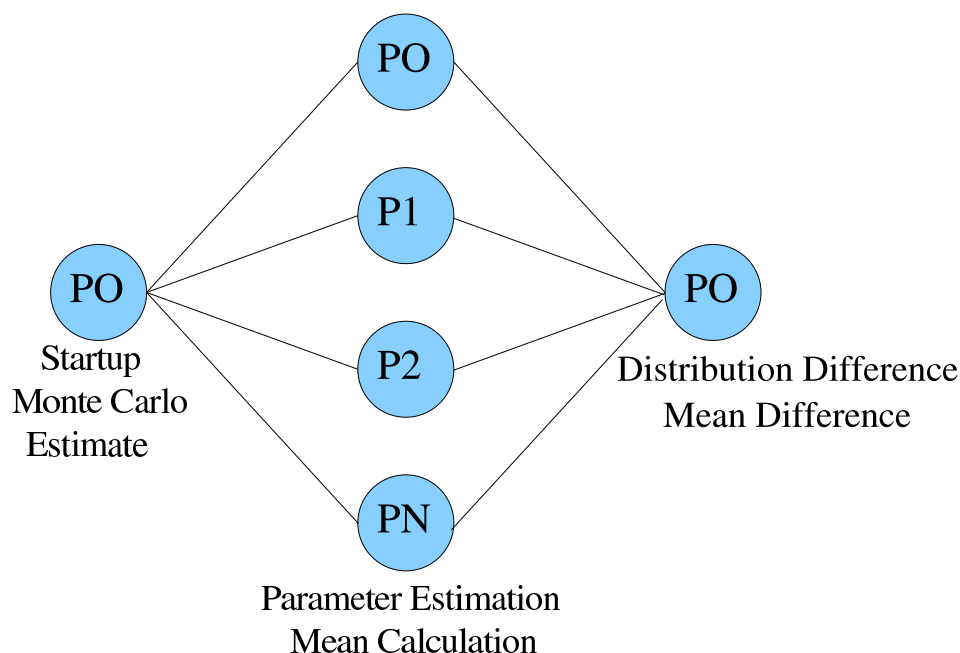 PO
P1
PO
PO
P2
Startup
Monte Carlo
Estimate
Distribution Difference
Mean Difference
PN
Parameter Estimation
Mean Calculation